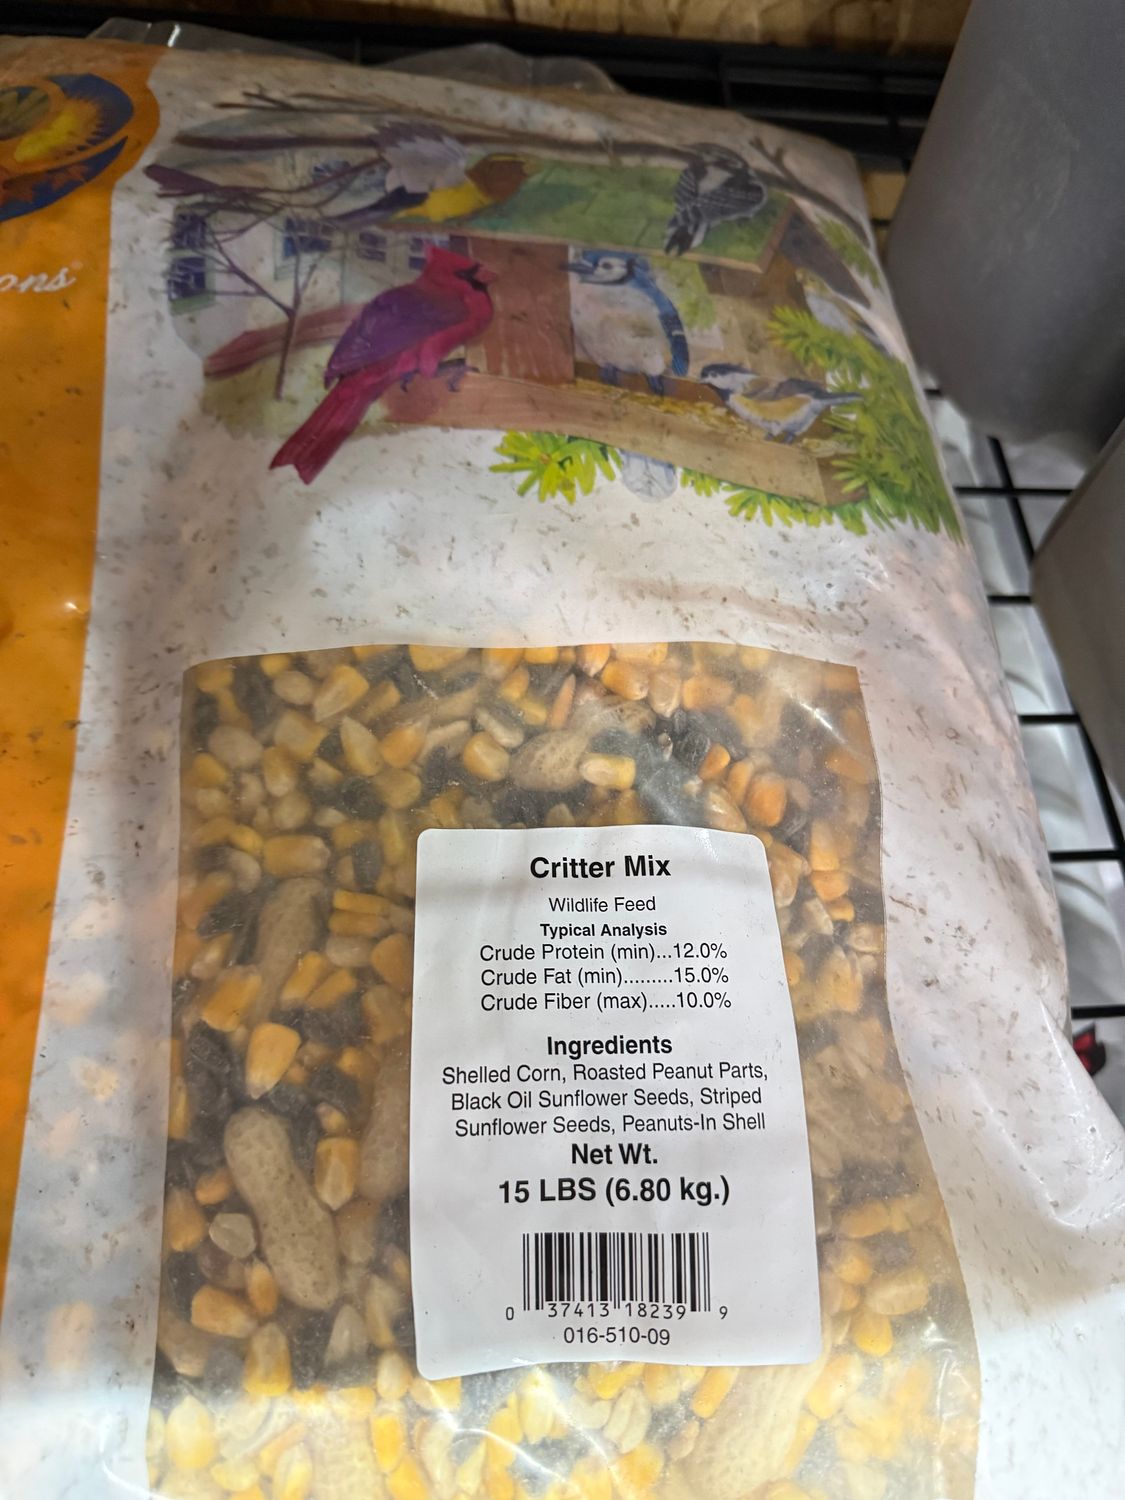 Critter Mix
Wildlife Feed
Typical Analysis
Crude Protein (min)...12.0%
Crude Fat (min).........15.0%
Crude Fiber (max).....10.0%
Ingredients
Shelled Corn, Roasted Peanut Parts,
Black Oil Sunflower Seeds, Striped
Sunflower Seeds, Peanuts-In Shell
Net Wt.
15 LBS (6.80 kg.)
0 37413 18239 9
016-510-09